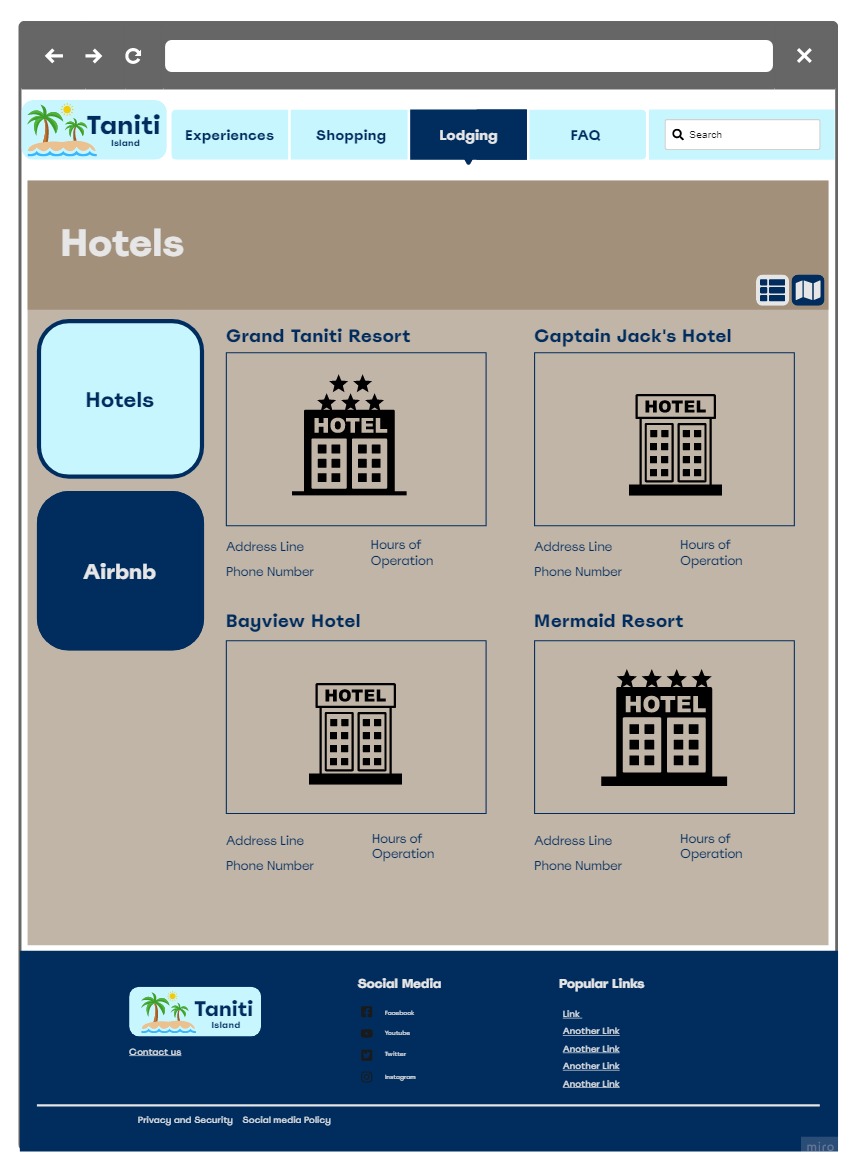 Taniti
Island
Experiences
Shopping
Lodging
FAQ
Search
Hotels
Hotels
Airbnb
Grand Taniti Resort
HOTEL
Address Line
Phone Number
Hours of
Operation
Captain Jack's Hotel
HOTEL
Address Line
Phone Number
Hours of
Operation
Bayview Hotel
HOTEL
Address Line
Phone Number
Hours of
Operation
Mermaid Resort
HOTEL
Address Line
Phone Number
Hours of
Operation
Taniti
Island
Contact us
Social Media
Facebook
Youtube
Twitter
Instagram
Popular Links
Link
Another Link
Another Link
Another Link
Another Link
Privacy and Security
Social media Policy
miro